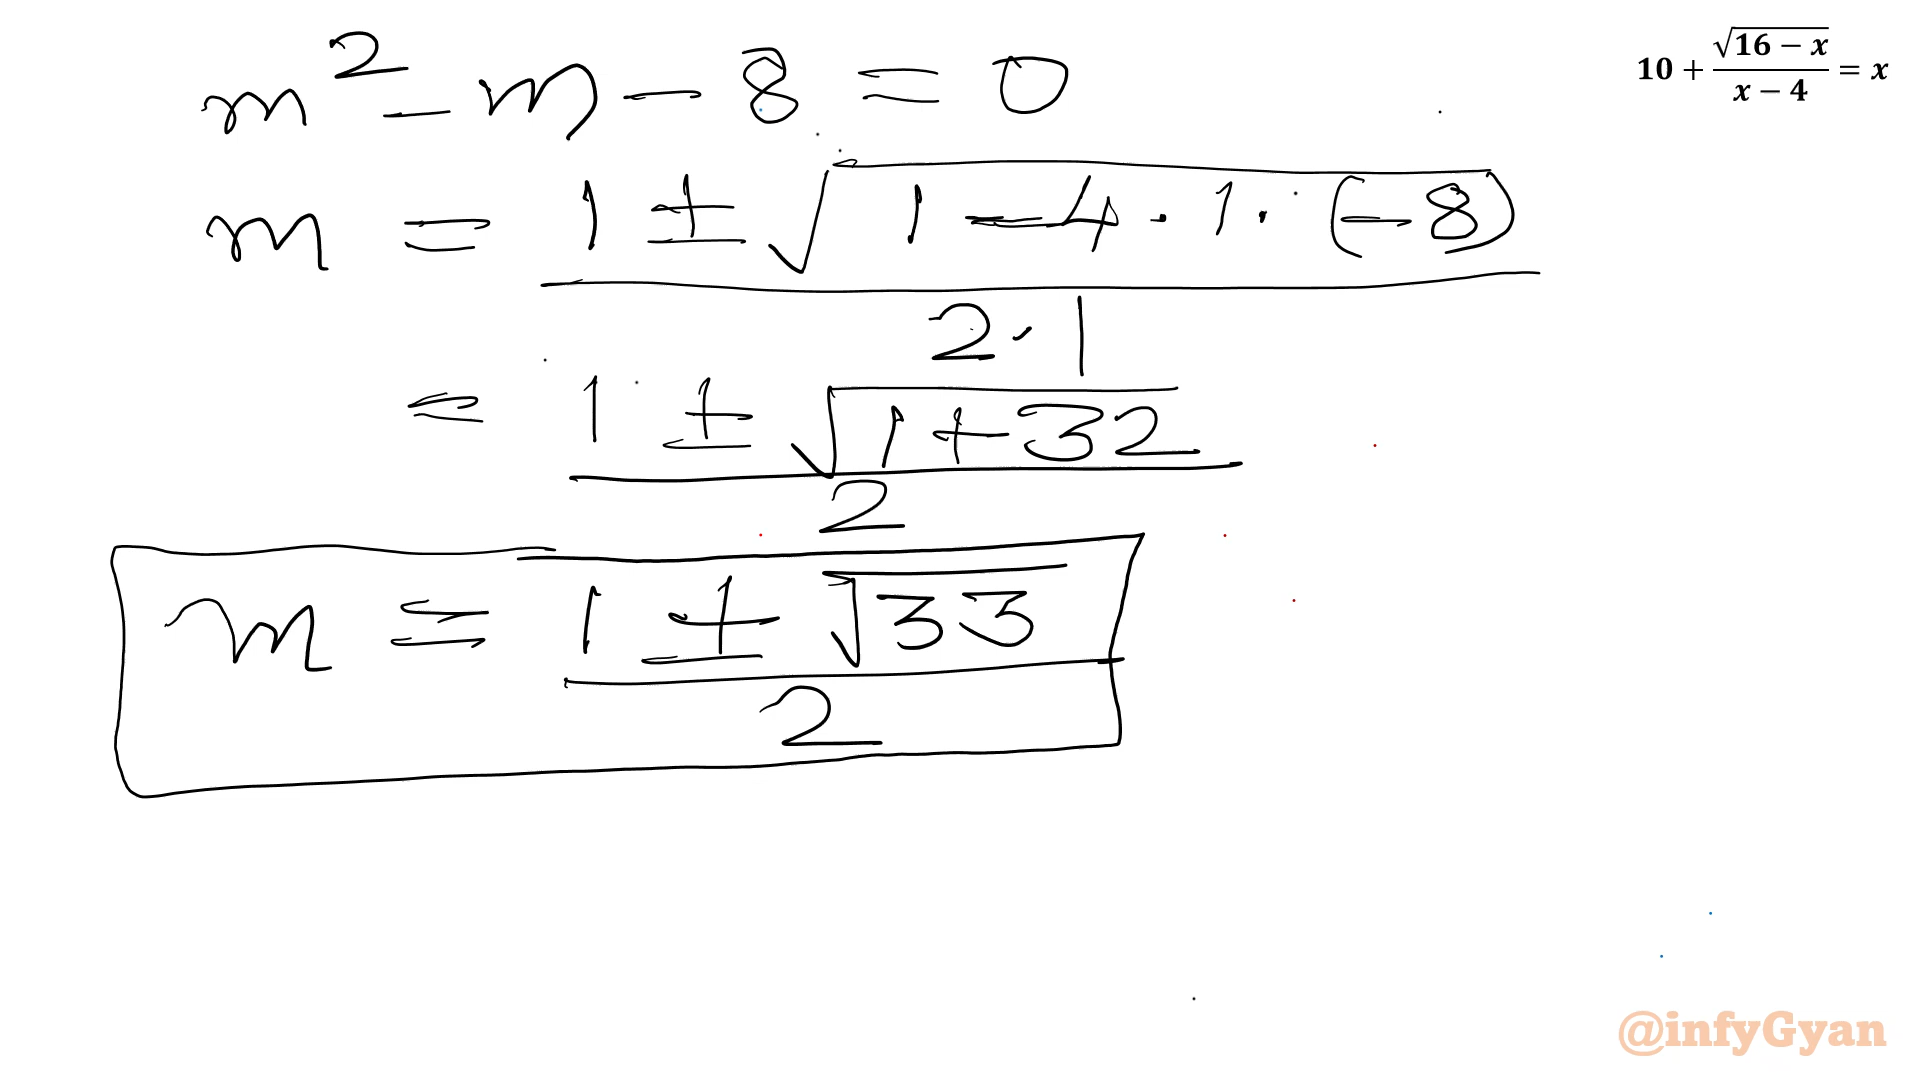 m² - m - 8 = 0
10 + √(16 - x)/(x - 4) = x
m = (1 ± √(1 - 4 · 1 · (-8)))/(2 · 1)
= (1 ± √(1 + 32))/2
m = (1 ± √33)/2
@infyGyan